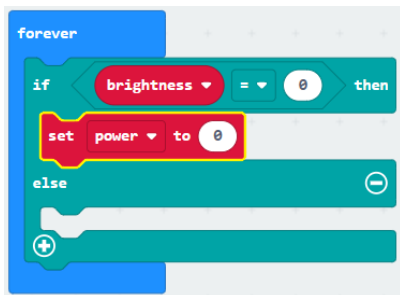 forever
if brightness = 0 then
set power to 0
else